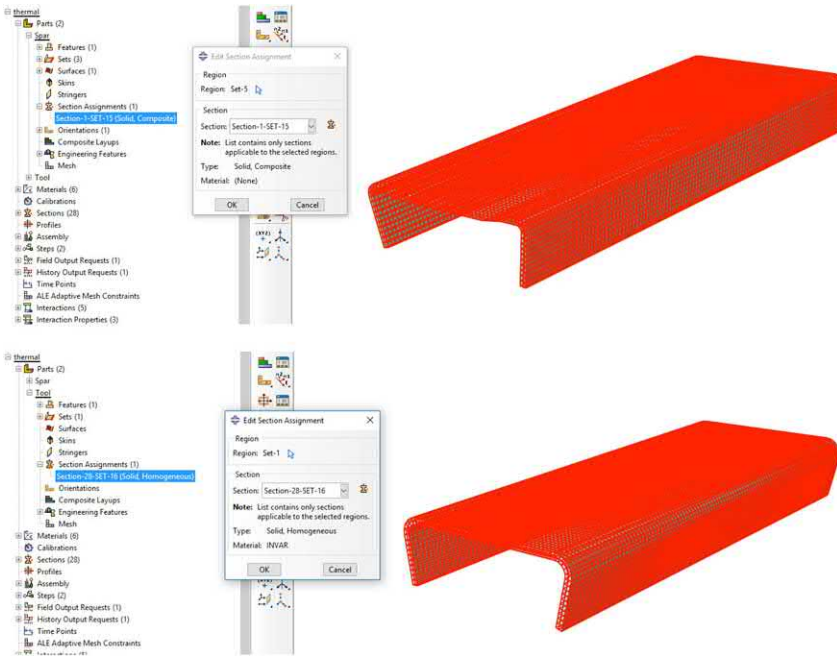 thermal
Parts (2)
Spar
Features (1)
Sets (3)
Surfaces (1)
Skins
Stringers
Section Assignments (1)
Section-1-SET-15 (Solid, Composite)
Orientations (1)
Composite Layups
Engineering Features
Mesh
Tool
Materials (6)
Calibrations
Sections (28)
Profiles
Assembly
Steps (2)
Field Output Requests (1)
History Output Requests (1)
Time Points
ALE Adaptive Mesh Constraints
Interactions (5)
Interaction Properties (3)
Edit Section Assignment
Region
Region: Set-5
Section
Section: Section-1-SET-15
Note: List contains only sections
applicable to the selected regions.
Type: Solid, Composite
Material: (None)
OK Cancel
(XYZ)
thermal
Parts (2)
Spar
Tool
Features (1)
Sets (1)
Surfaces
Skins
Stringers
Section Assignments (1)
Section-28-SET-16 (Solid, Homogeneous)
Orientations
Composite Layups
Engineering Features
Mesh
Materials (6)
Calibrations
Sections (28)
Profiles
Assembly
Steps (2)
Field Output Requests (1)
History Output Requests (1)
Time Points
ALE Adaptive Mesh Constraints
Edit Section Assignment
Region
Region: Set-1
Section
Section: Section-28-SET-16
Note: List contains only sections
applicable to the selected regions.
Type: Solid, Homogeneous
Material: INVAR
OK Cancel